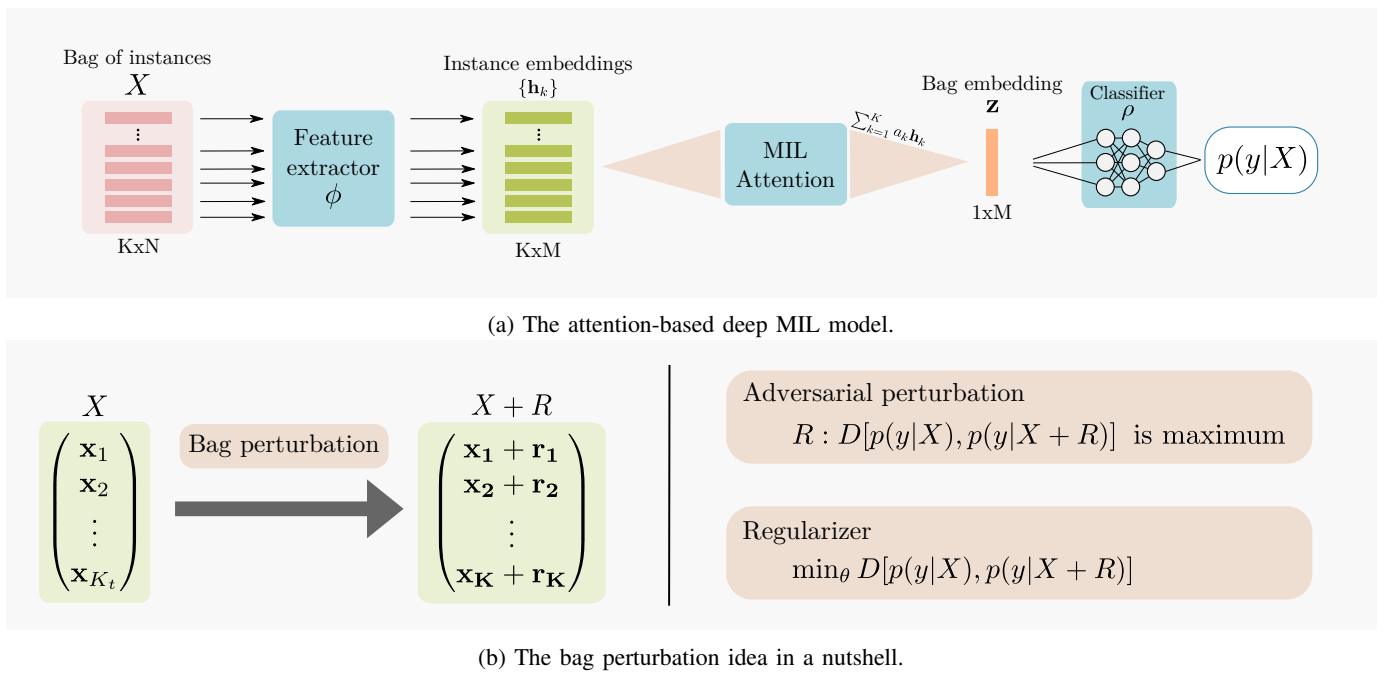 Bag of instances
X
KxN
Feature
extractor
ϕ
Instance embeddings
{h_k}
KxM
MIL
Attention
∑_{k=1}^K a_k h_k
Bag embedding
z
1xM
Classifier
ρ
p(y|X)
(a) The attention-based deep MIL model.
X
x_1
x_2
⋮
x_{K_t}
Bag perturbation
X + R
x_1 + r_1
x_2 + r_2
⋮
x_K + r_K
Adversarial perturbation
R : D[p(y|X), p(y|X + R)] is maximum
Regularizer
min_θ D[p(y|X), p(y|X + R)]
(b) The bag perturbation idea in a nutshell.